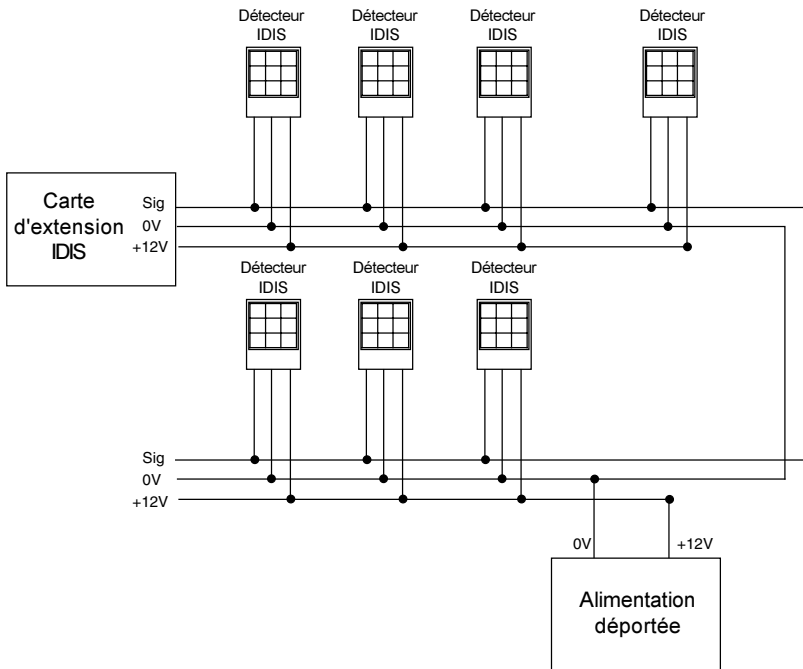 Détecteur
IDIS
Détecteur
IDIS
Détecteur
IDIS
Détecteur
IDIS
Carte
d'extension
IDIS
Sig
0V
+12V
Détecteur
IDIS
Détecteur
IDIS
Détecteur
IDIS
Sig
0V
+12V
0V
+12V
Alimentation
déportée